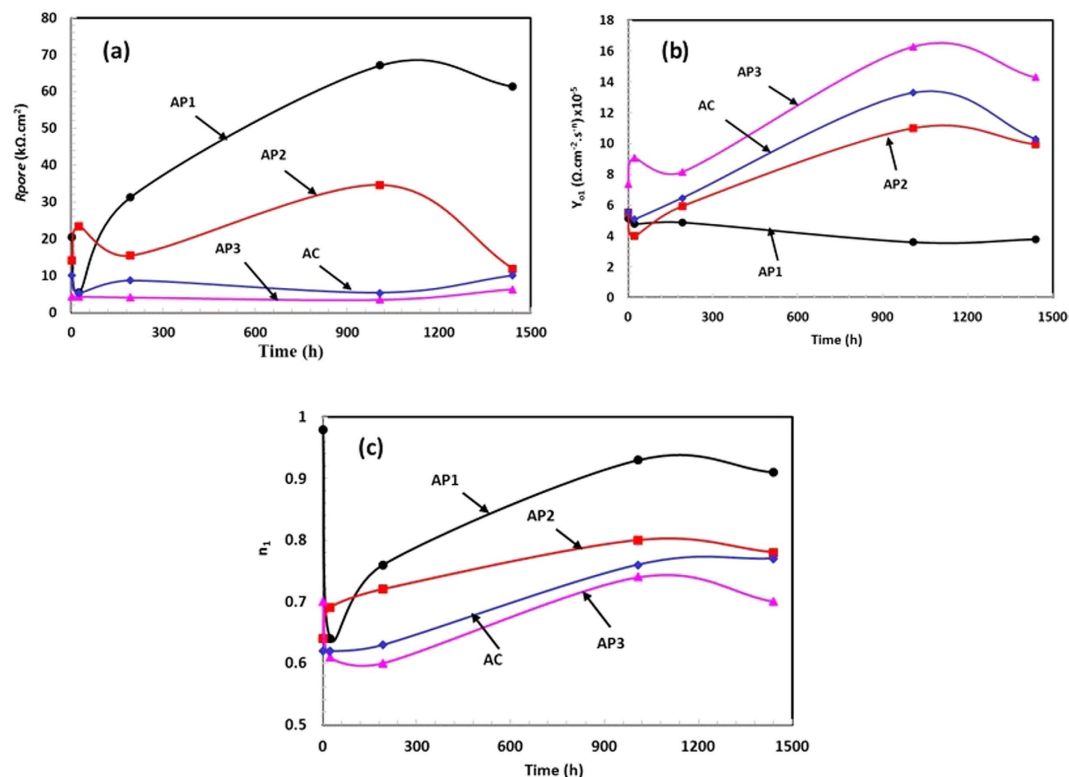 (a)
80
70
60
50
40
30
20
10
0
Rpore (kΩ.cm²)
AP1
AP2
AP3
AC
0 300 600 900 1200 1500
Time (h)
(b)
18
16
14
12
10
8
6
4
2
0
Yo1 (Ω.cm⁻².s⁻ⁿ) x10⁻⁵
AP3
AC
AP2
AP1
0 300 600 900 1200 1500
Time (h)
(c)
1
0.9
0.8
0.7
0.6
0.5
n₁
AP1
AP2
AP3
AC
0 300 600 900 1200 1500
Time (h)